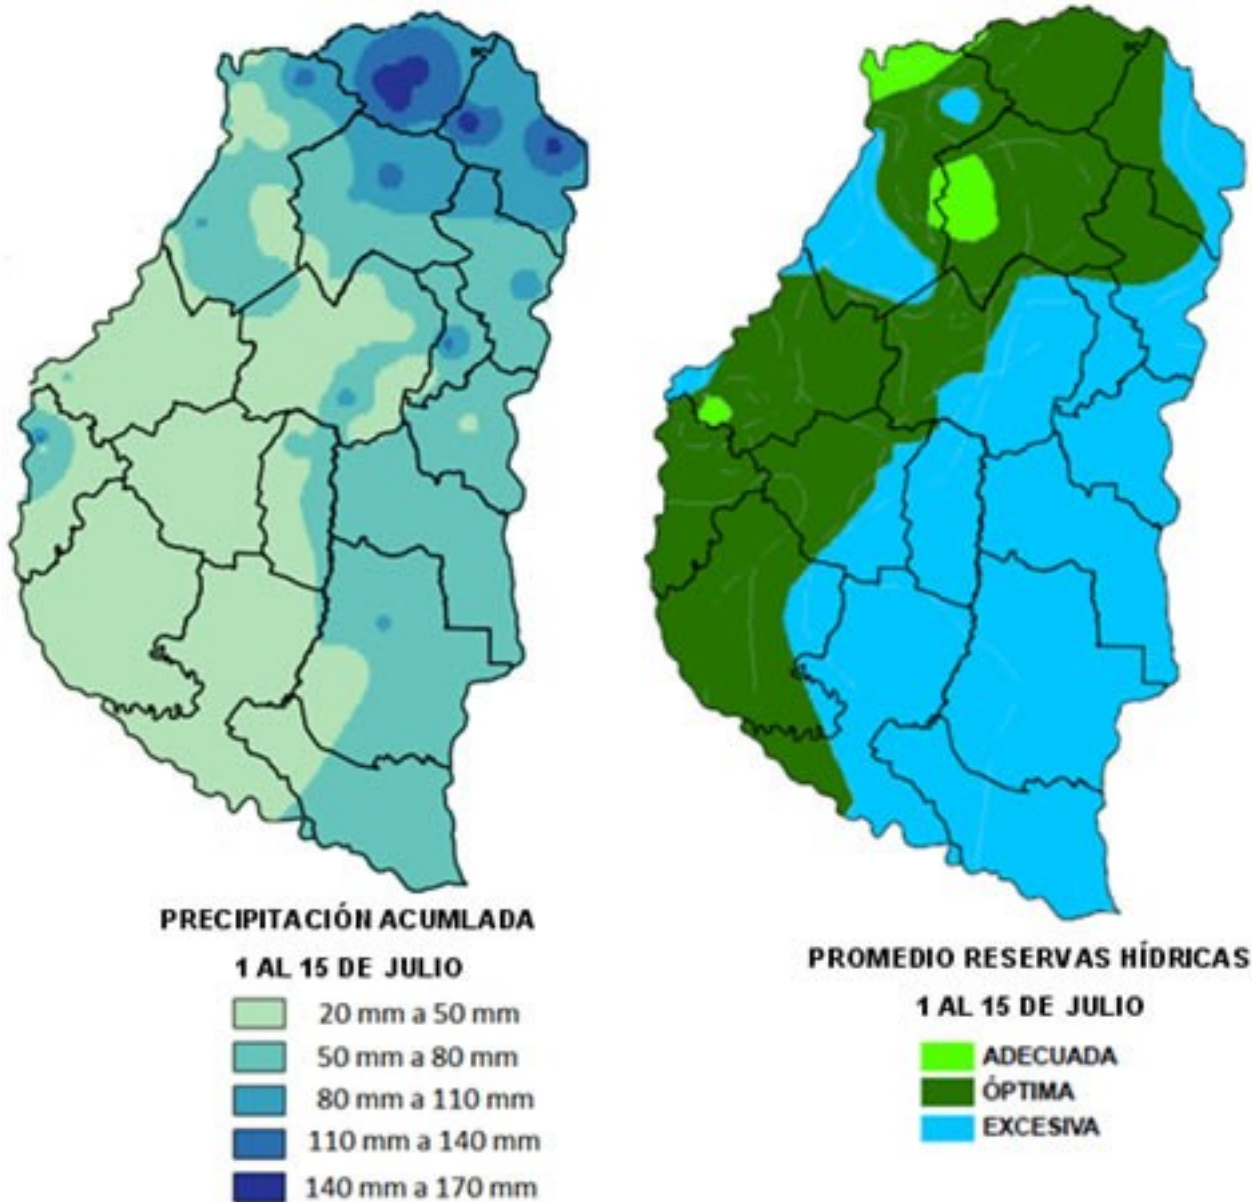 PRECIPITACIÓN ACUMLADA
1 AL 15 DE JULIO
20 mm a 50 mm
50 mm a 80 mm
80 mm a 110 mm
110 mm a 140 mm
140 mm a 170 mm
PROMEDIO RESERVAS HÍDRICAS
1 AL 15 DE JULIO
ADECUADA
ÓPTIMA
EXCESIVA